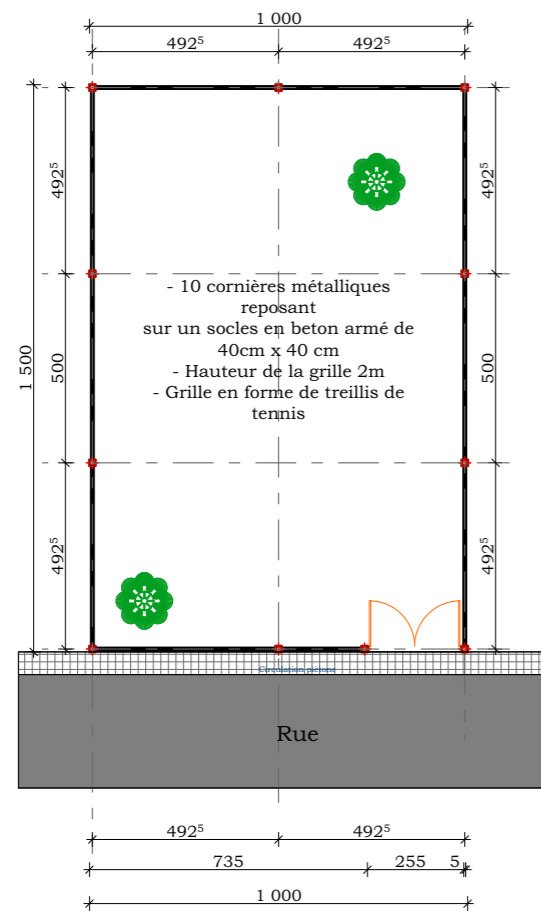 1 000
492⁵ 492⁵
492⁵
492⁵
1 500
500
500
492⁵
492⁵
- 10 cornières métalliques
reposant
sur un socles en beton armé de
40cm x 40 cm
- Hauteur de la grille 2m
- Grille en forme de treillis de
tennis
Circulation piétone
Rue
492⁵ 492⁵
735 255 5
1 000